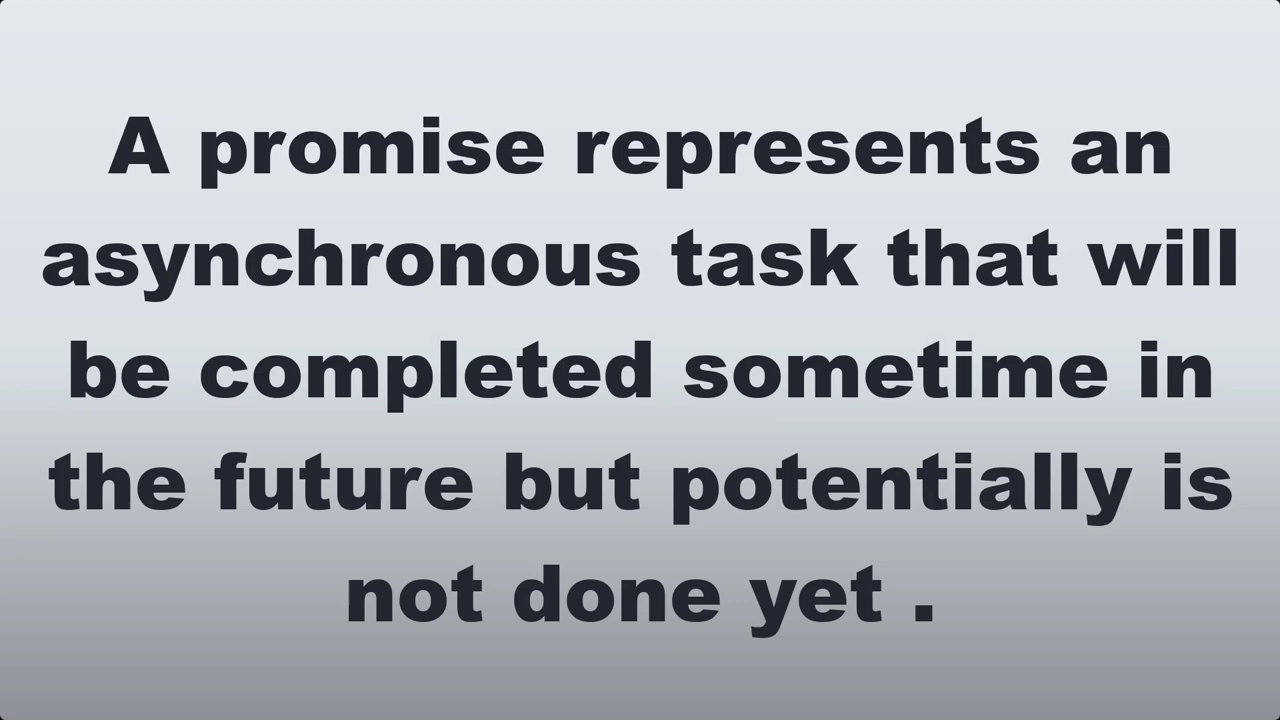 A promise represents an
asynchronous task that will
be completed sometime in
the future but potentially is
not done yet .